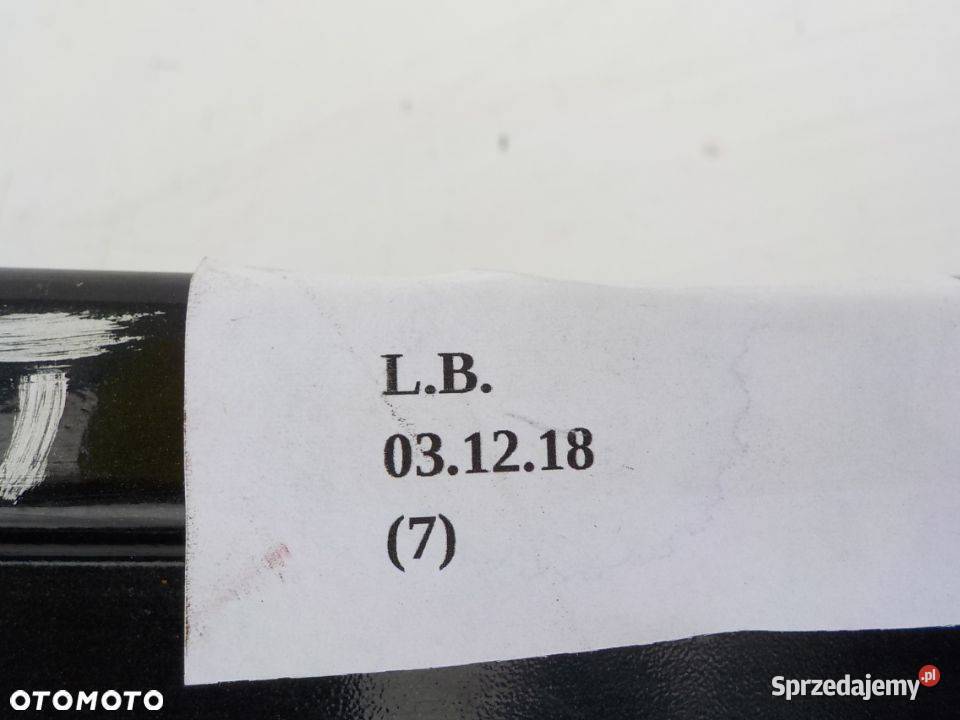 L.B.
03.12.18
(7)
OTOMOTO
Sprzedajemy.pl